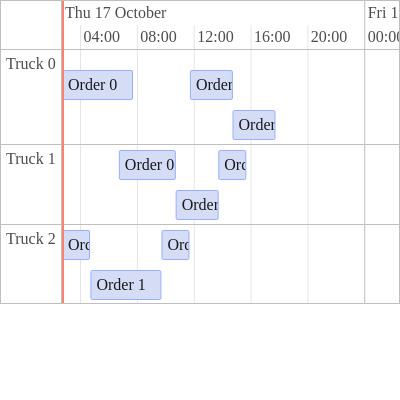 Thu 17 October Fri 1
04:00 08:00 12:00 16:00 20:00 00:00
Truck 0
Order 0 Order
Order
Truck 1
Order 0 Ord
Order
Truck 2
Ord Ord
Order 1